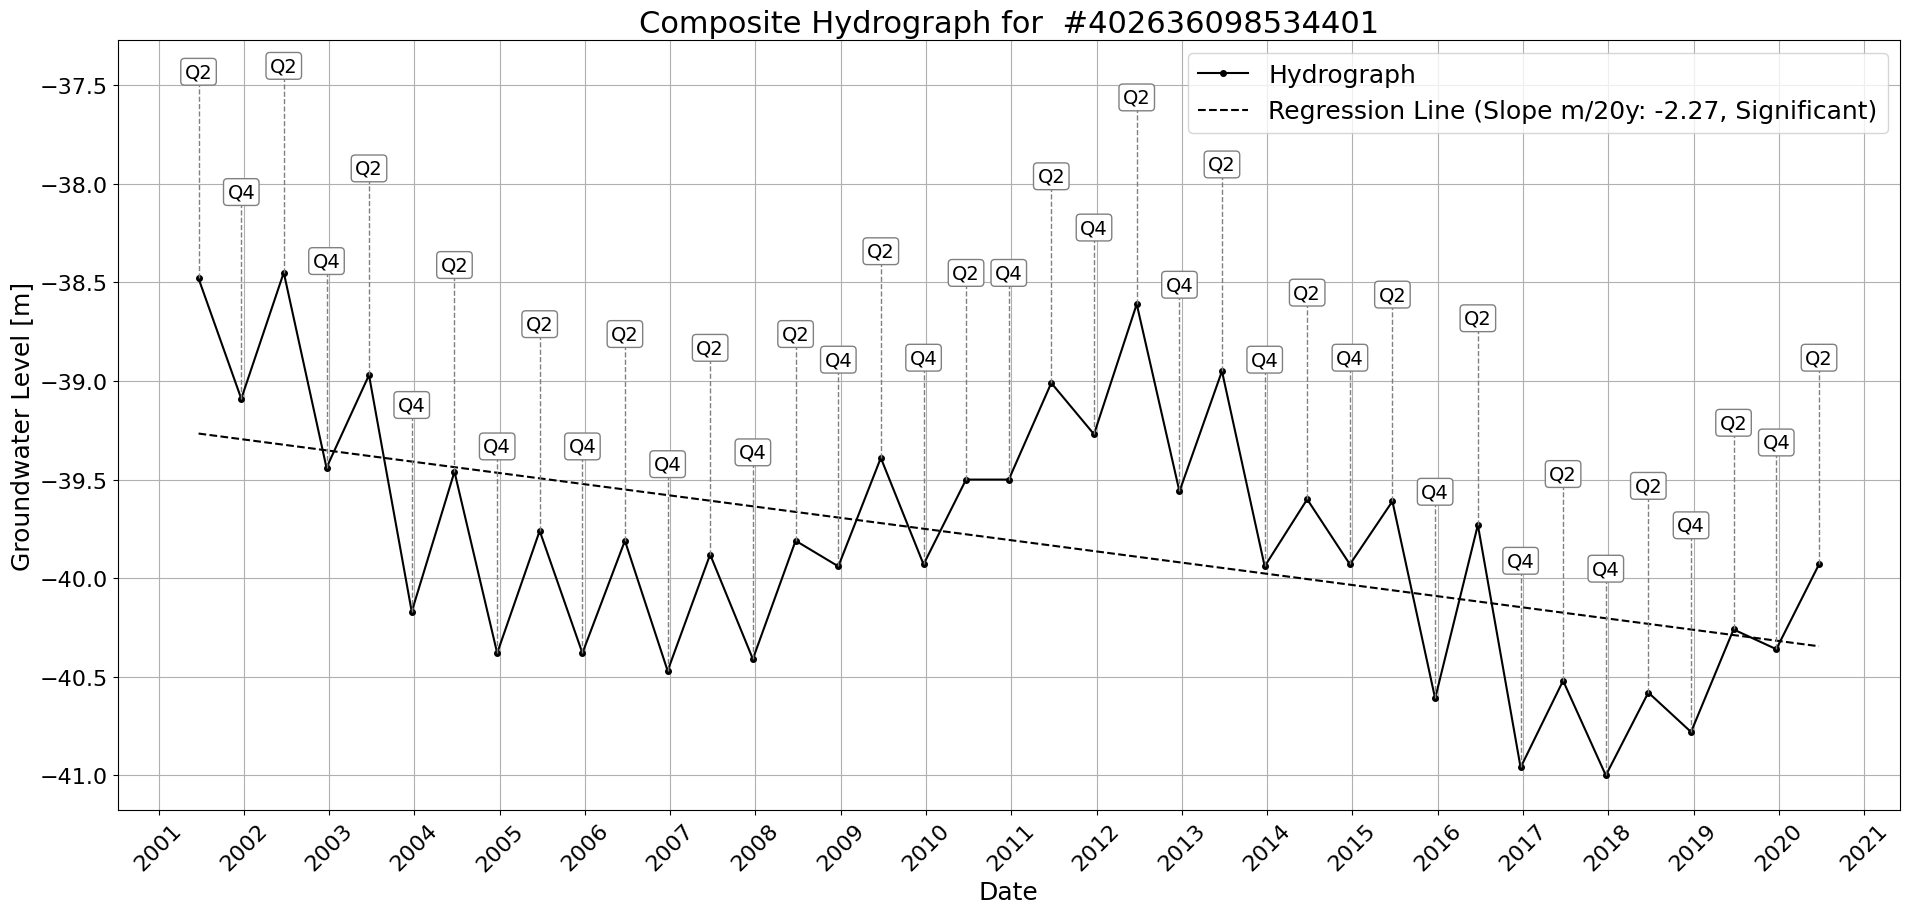 Composite Hydrograph for  #402636098534401
Hydrograph
Regression Line (Slope m/20y: -2.27, Significant)
Groundwater Level [m]
−37.5
−38.0
−38.5
−39.0
−39.5
−40.0
−40.5
−41.0
Q2
Q4
Q2
Q4
Q2
Q4
Q2
Q4
Q2
Q4
Q2
Q4
Q2
Q4
Q2
Q4
Q2
Q4
Q2
Q4
Q2
Q4
Q2
Q4
Q2
Q4
Q2
Q4
Q2
Q4
Q2
Q4
Q2
Q4
Q2
Q4
Q2
Q4
Q2
2001
2002
2003
2004
2005
2006
2007
2008
2009
2010
2011
2012
2013
2014
2015
2016
2017
2018
2019
2020
2021
Date